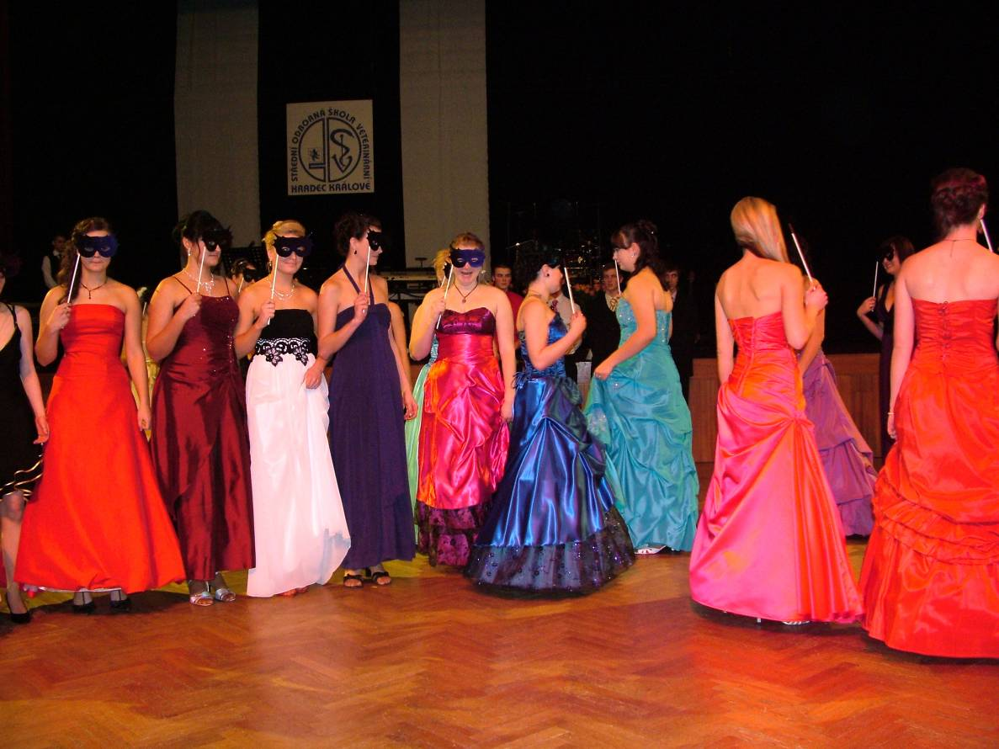 STŘEDNÍ ODBORNÁ ŠKOLA VETERINÁRNÍ
HRADEC KRÁLOVÉ